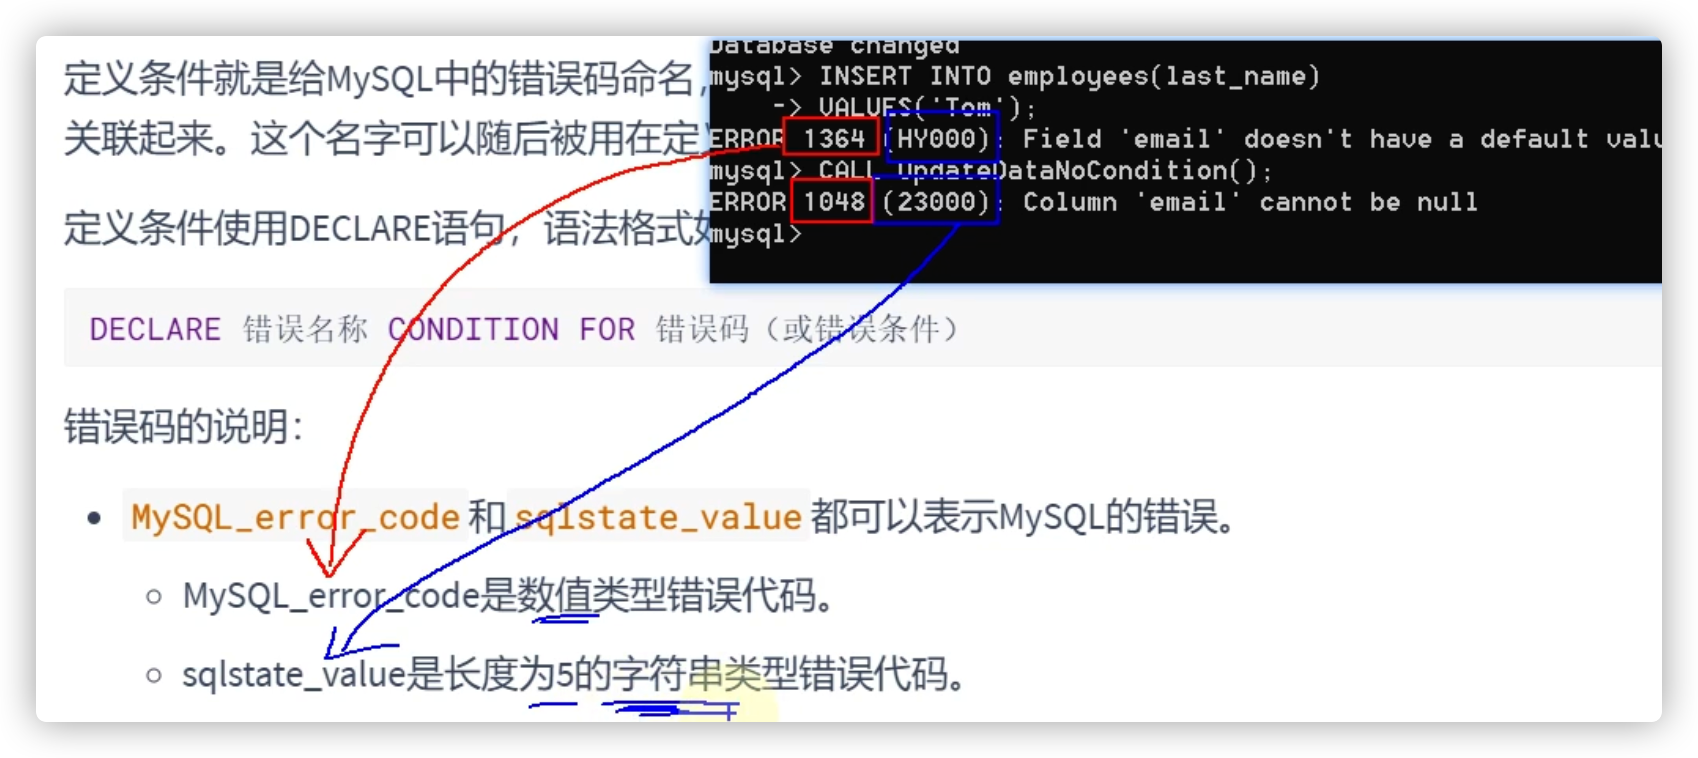 定义条件就是给MySQL中的错误码命名，
关联起来。这个名字可以随后被用在定
定义条件使用DECLARE语句，语法格式如
Database changed
mysql> INSERT INTO employees(last_name)
-> VALUES('Tom');
ERROR 1364 (HY000): Field 'email' doesn't have a default valu
mysql> CALL UpdateDataNoCondition();
ERROR 1048 (23000): Column 'email' cannot be null
mysql>
DECLARE 错误名称 CONDITION FOR 错误码（或错误条件）
错误码的说明：
MySQL_error_code 和 sqlstate_value 都可以表示MySQL的错误。
MySQL_error_code是数值类型错误代码。
sqlstate_value是长度为5的字符串类型错误代码。